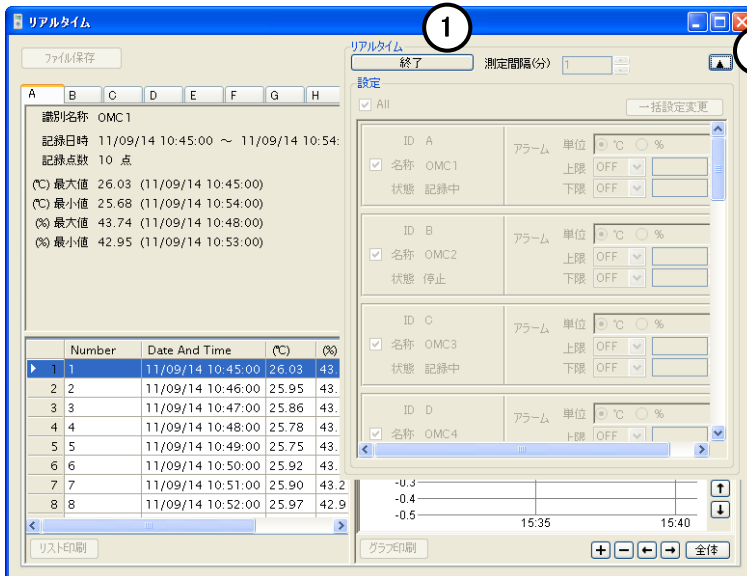 リアルタイム
1
ファイル保存
リアルタイム
終了 測定間隔(分) 1
設定
All 一括設定変更
A B C D E F G H
識別名称 OMC1
記録日時 11/09/14 10:45:00 ～ 11/09/14 10:54:
記録点数 10 点
(℃) 最大値 26.03 (11/09/14 10:45:00)
(℃) 最小値 25.68 (11/09/14 10:54:00)
(%) 最大値 43.74 (11/09/14 10:48:00)
(%) 最小値 42.95 (11/09/14 10:53:00)
ID A アラーム 単位 ℃ %
名称 OMC1 上限 OFF
状態 記録中 下限 OFF
ID B アラーム 単位 ℃ %
名称 OMC2 上限 OFF
状態 停止 下限 OFF
ID C アラーム 単位 ℃ %
名称 OMC3 上限 OFF
状態 記録中 下限 OFF
ID D アラーム 単位 ℃ %
名称 OMC4 上限 OFF
Number Date And Time (℃) (%)
1 1 11/09/14 10:45:00 26.03 43.
2 2 11/09/14 10:46:00 25.95 43.
3 3 11/09/14 10:47:00 25.86 43.
4 4 11/09/14 10:48:00 25.78 43.
5 5 11/09/14 10:49:00 25.75 43.
6 6 11/09/14 10:50:00 25.92 43.
7 7 11/09/14 10:51:00 25.90 43.2
8 8 11/09/14 10:52:00 25.97 42.9
-0.3
-0.4
-0.5
15:35 15:40
リスト印刷 グラフ印刷 全体